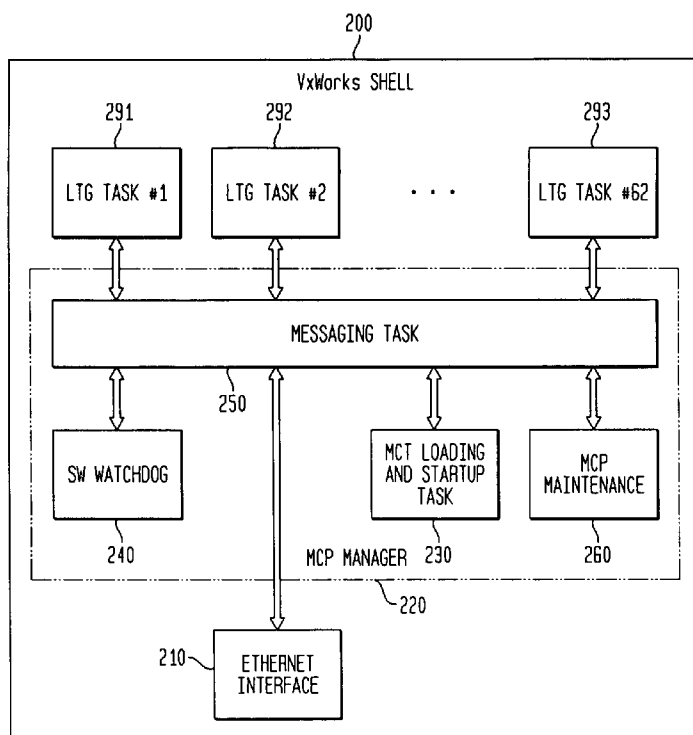 200
VxWorks SHELL
291
292
293
LTG TASK #1
LTG TASK #2
. . .
LTG TASK #62
MESSAGING TASK
250
SW WATCHDOG
MCT LOADING
AND STARTUP
TASK
MCP
MAINTENANCE
240
MCP MANAGER
230
260
220
210
ETHERNET
INTERFACE